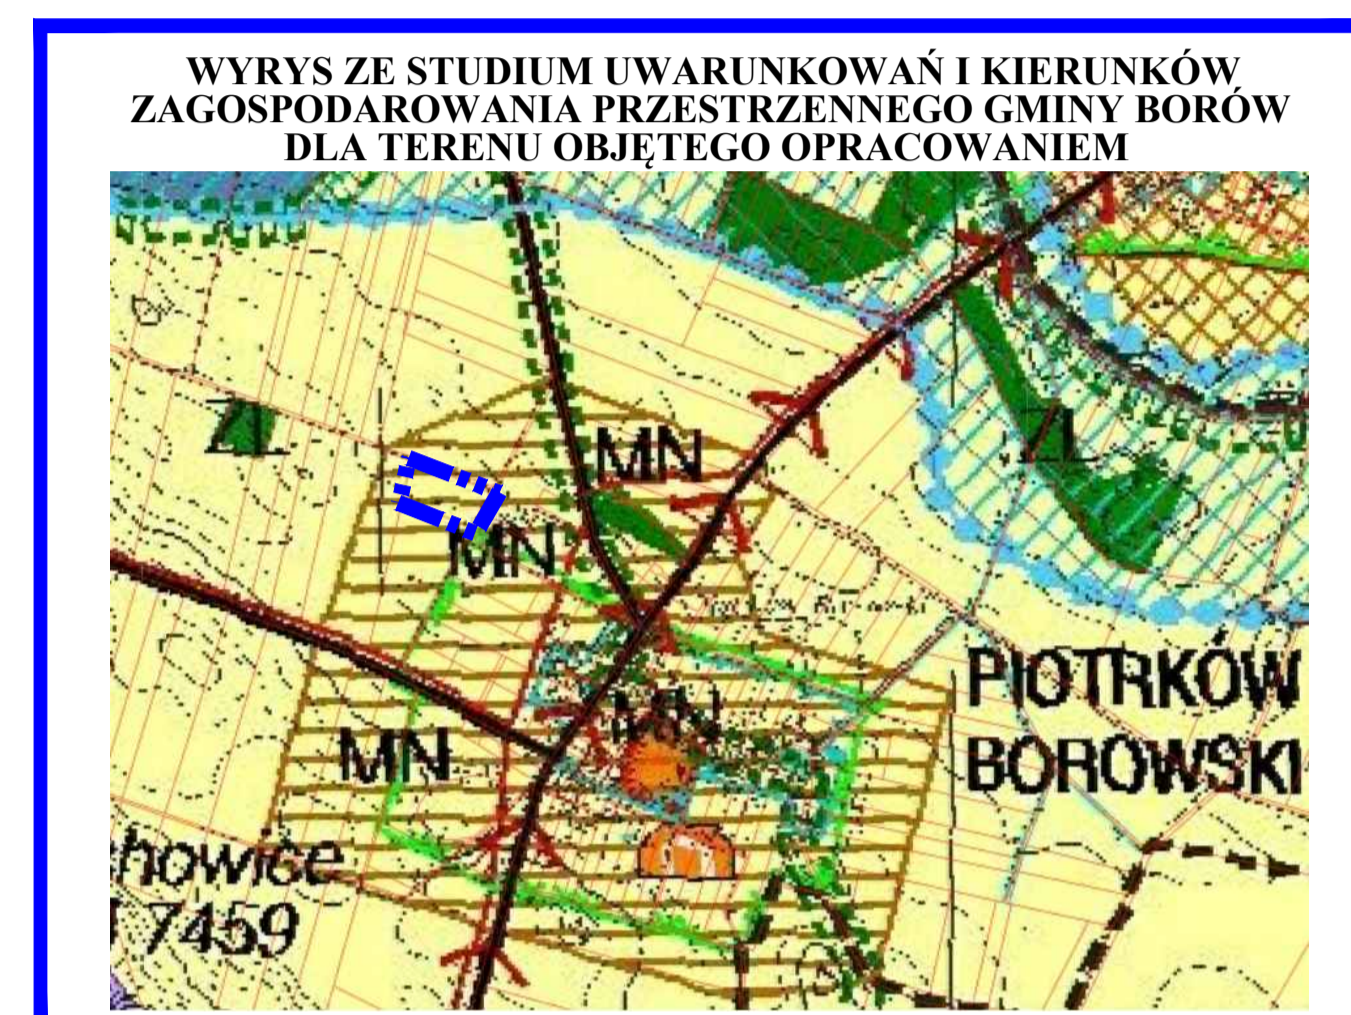 WYRYS ZE STUDIUM UWARUNKOWAŃ I KIERUNKÓW
ZAGOSPODAROWANIA PRZESTRZENNEGO GMINY BORÓW
DLA TERENU OBJĘTEGO OPRACOWANIEM
ZL
MN
ZL
MN
PIOTRKÓW
BOROWSKI
MN
MN
howice
7459